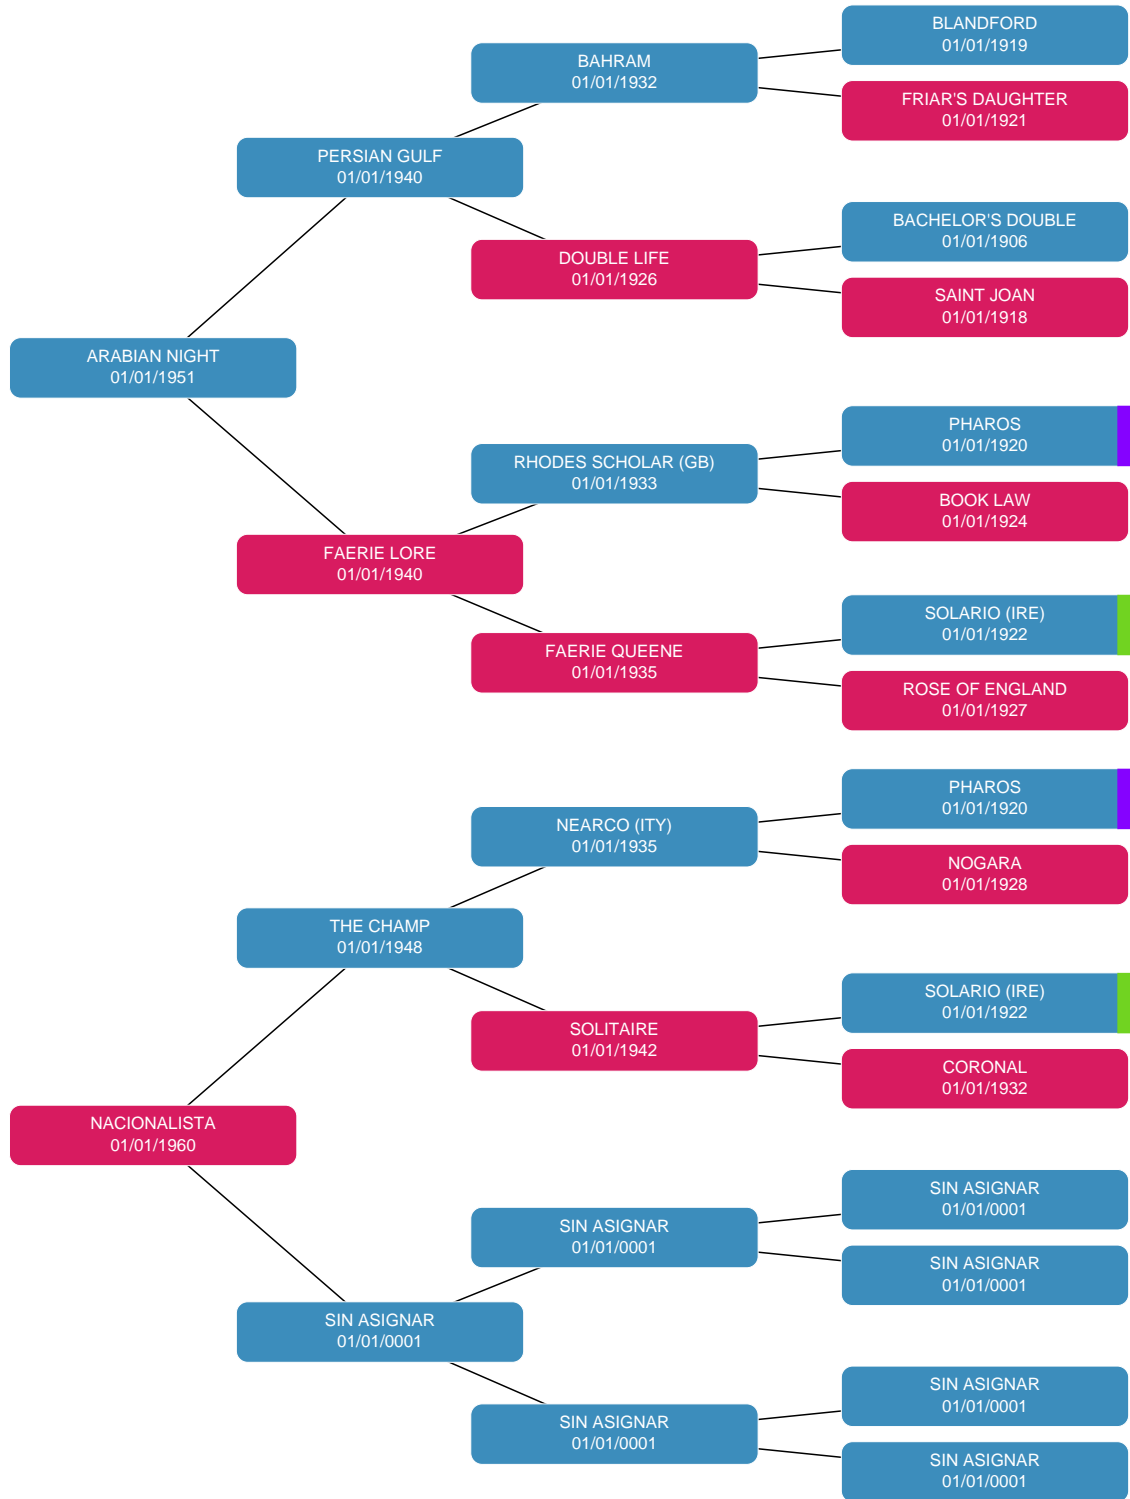 BLANDFORD
01/01/1919
BAHRAM
01/01/1932
FRIAR'S DAUGHTER
01/01/1921
PERSIAN GULF
01/01/1940
BACHELOR'S DOUBLE
01/01/1906
DOUBLE LIFE
01/01/1926
SAINT JOAN
01/01/1918
ARABIAN NIGHT
01/01/1951
PHAROS
01/01/1920
RHODES SCHOLAR (GB)
01/01/1933
BOOK LAW
01/01/1924
FAERIE LORE
01/01/1940
SOLARIO (IRE)
01/01/1922
FAERIE QUEENE
01/01/1935
ROSE OF ENGLAND
01/01/1927
PHAROS
01/01/1920
NEARCO (ITY)
01/01/1935
NOGARA
01/01/1928
THE CHAMP
01/01/1948
SOLARIO (IRE)
01/01/1922
SOLITAIRE
01/01/1942
CORONAL
01/01/1932
NACIONALISTA
01/01/1960
SIN ASIGNAR
01/01/0001
SIN ASIGNAR
01/01/0001
SIN ASIGNAR
01/01/0001
SIN ASIGNAR
01/01/0001
SIN ASIGNAR
01/01/0001
SIN ASIGNAR
01/01/0001
SIN ASIGNAR
01/01/0001